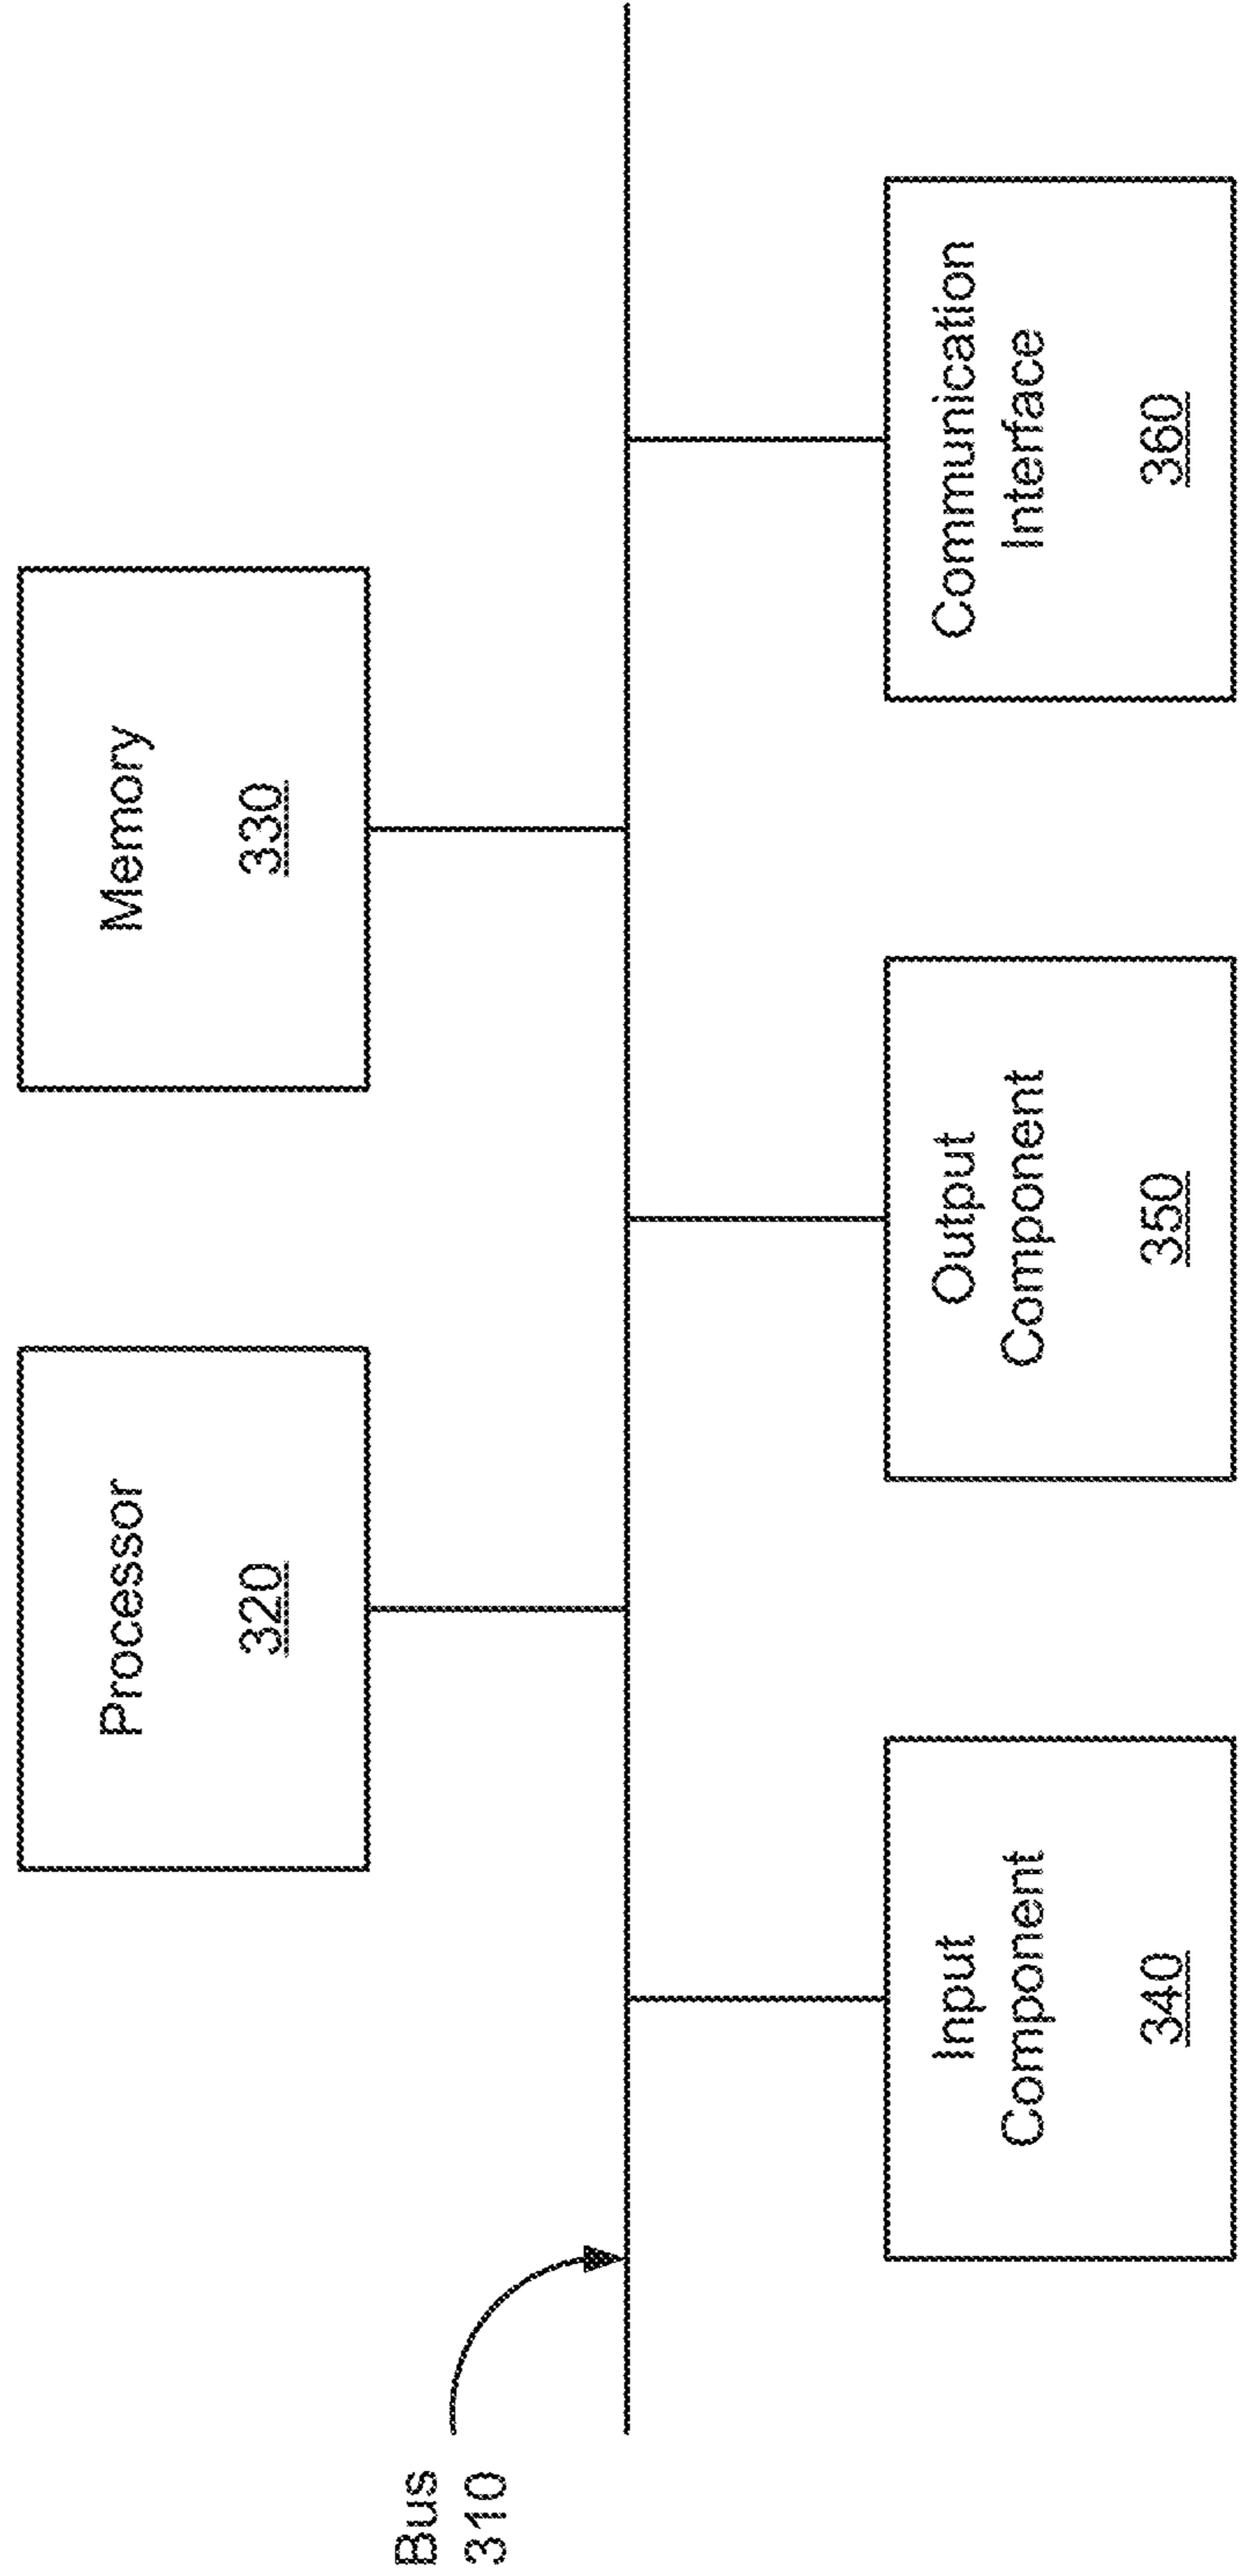 Processor
320
Memory
330
Bus
310
Input
Component
340
Output
Component
350
Communication
Interface
360